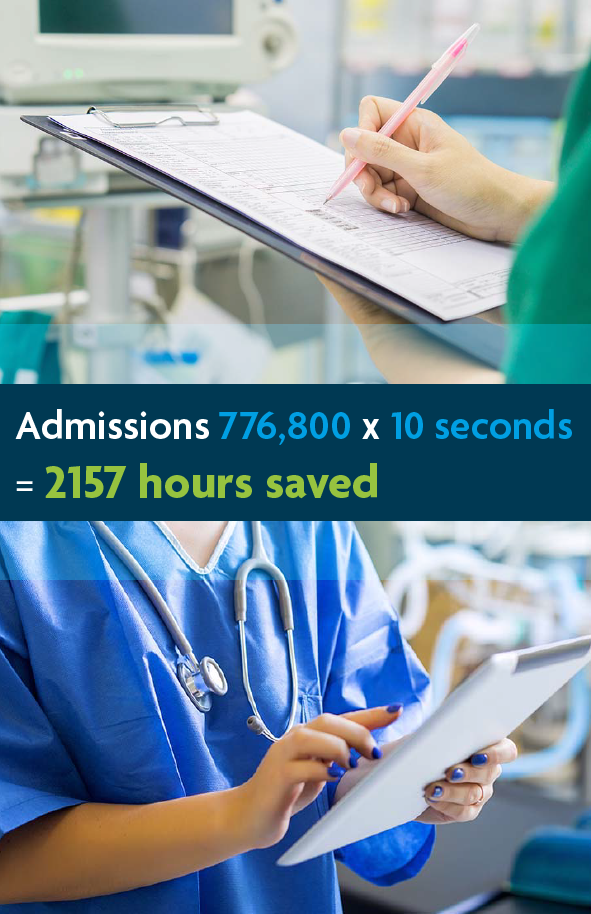 Admissions 776,800 x 10 seconds
= 2157 hours saved